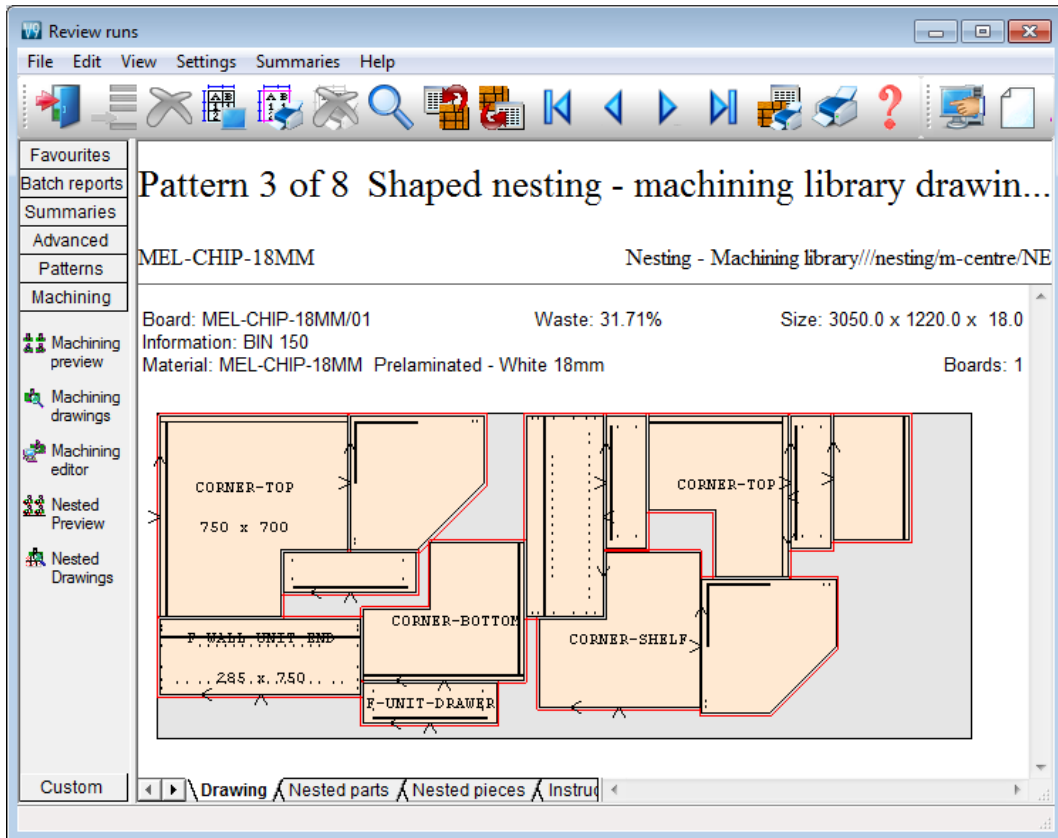 V9 Review runs
File Edit View Settings Summaries Help
Favourites
Batch reports
Summaries
Advanced
Patterns
Machining
Machining preview
Machining drawings
Machining editor
Nested Preview
Nested Drawings
Custom
Pattern 3 of 8 Shaped nesting - machining library drawin...
MEL-CHIP-18MM Nesting - Machining library///nesting/m-centre/NE
Board: MEL-CHIP-18MM/01 Waste: 31.71% Size: 3050.0 x 1220.0 x 18.0
Information: BIN 150
Material: MEL-CHIP-18MM Prelaminated - White 18mm Boards: 1
CORNER-TOP
750 x 700
CORNER-TOP
CORNER-BOTTOM
CORNER-SHELF
F-WALL-UNIT-END
285 x 750
F-UNIT-DRAWER
Drawing Nested parts Nested pieces Instruc